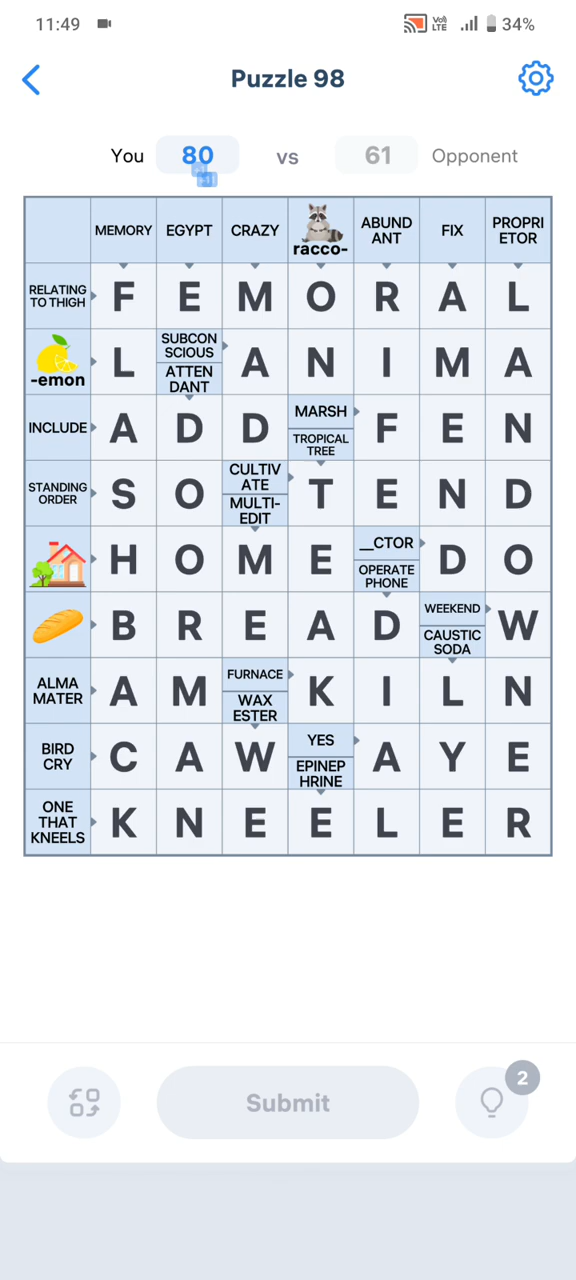 11:49 Vo) LTE 34%
Puzzle 98
You 80 vs 61 Opponent
MEMORY EGYPT CRAZY racco- ABUND ANT FIX PROPRI ETOR
RELATING TO THIGH F E M O R A L
-emon L SUBCON SCIOUS ATTEN DANT A N I M A
INCLUDE A D D MARSH TROPICAL TREE F E N
STANDING ORDER S O CULTIV ATE MULTI- EDIT T E N D
H O M E __CTOR OPERATE PHONE D O
B R E A D WEEKEND CAUSTIC SODA W
ALMA MATER A M FURNACE WAX ESTER K I L N
BIRD CRY C A W YES EPINEP HRINE A Y E
ONE THAT KNEELS K N E E L E R
Submit 2